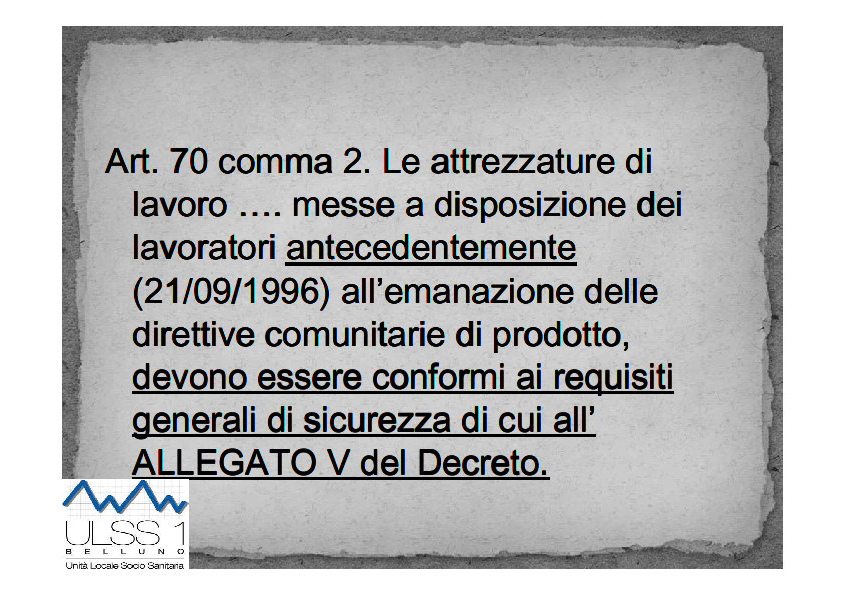 Art. 70 comma 2. Le attrezzature di
lavoro …. messe a disposizione dei
lavoratori antecedentemente
(21/09/1996) all’emanazione delle
direttive comunitarie di prodotto,
devono essere conformi ai requisiti
generali di sicurezza di cui all’
ALLEGATO V del Decreto.
ULSS 1
BELLUNO
Unità Locale Socio Sanitaria